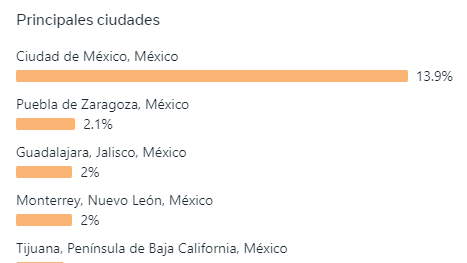 Principales ciudades
Ciudad de México, México
13.9%
Puebla de Zaragoza, México
2.1%
Guadalajara, Jalisco, México
2%
Monterrey, Nuevo León, México
2%
Tijuana, Península de Baja California, México